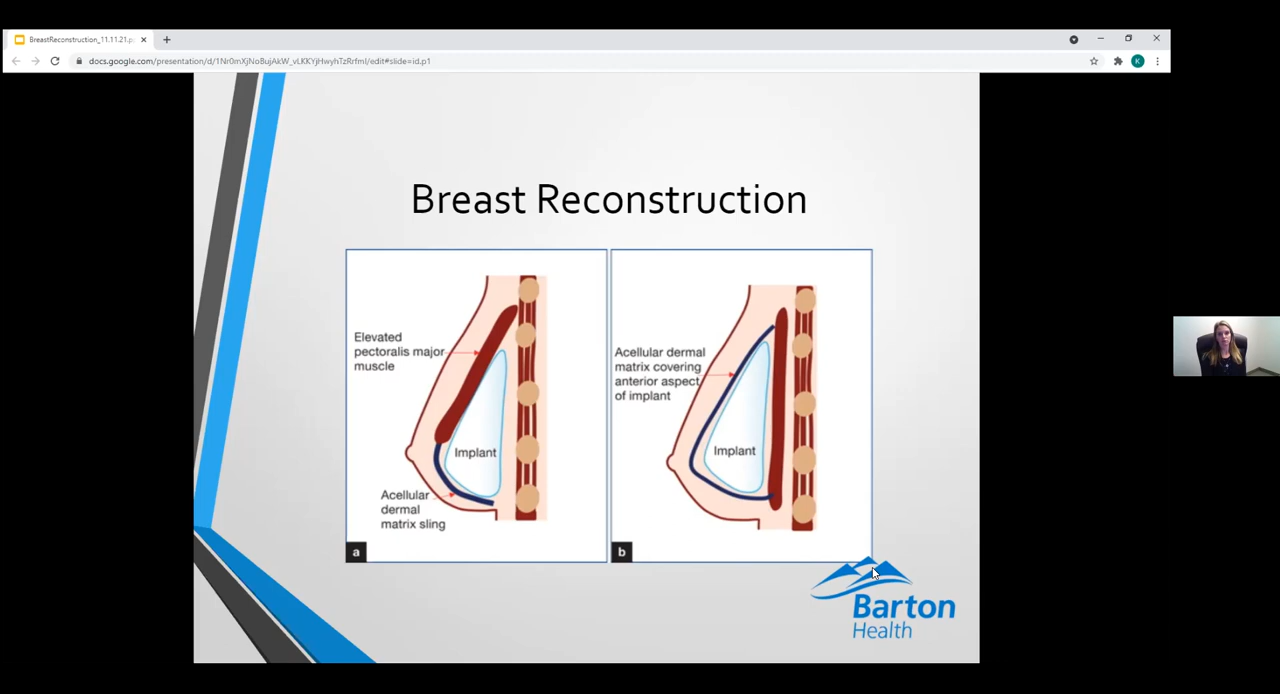 BreastReconstruction_11.11.21.p
docs.google.com/presentation/d/1Nr0mXjNoBujAkW_vLKKYjHwyhTzRrfmI/edit#slide=id.p1
K
Breast Reconstruction
Elevated
pectoralis major
muscle
Implant
Acellular
dermal
matrix sling
a
Acellular dermal
matrix covering
anterior aspect
of implant
Implant
b
Barton
Health